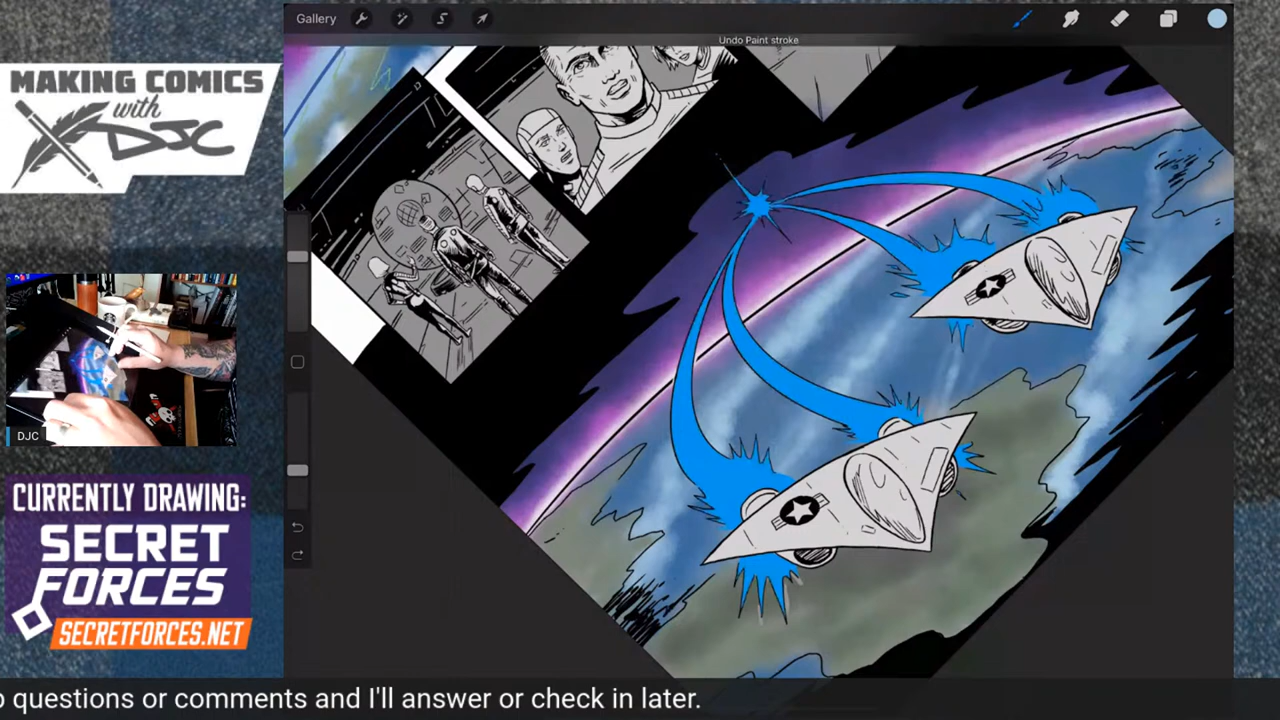 Gallery
Undo Paint stroke
MAKING COMICS
with
DJC
DJC
CURRENTLY DRAWING:
SECRET
FORCES
SECRETFORCES.NET
questions or comments and I'll answer or check in later.